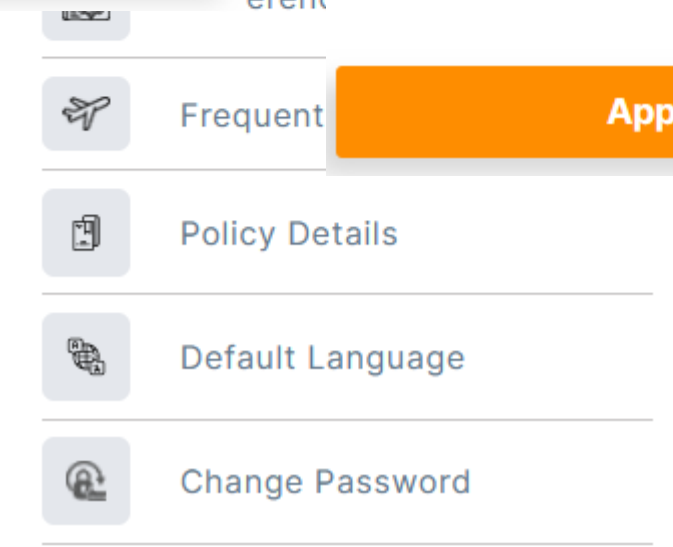 Frequent
App
Policy Details
Default Language
Change Password